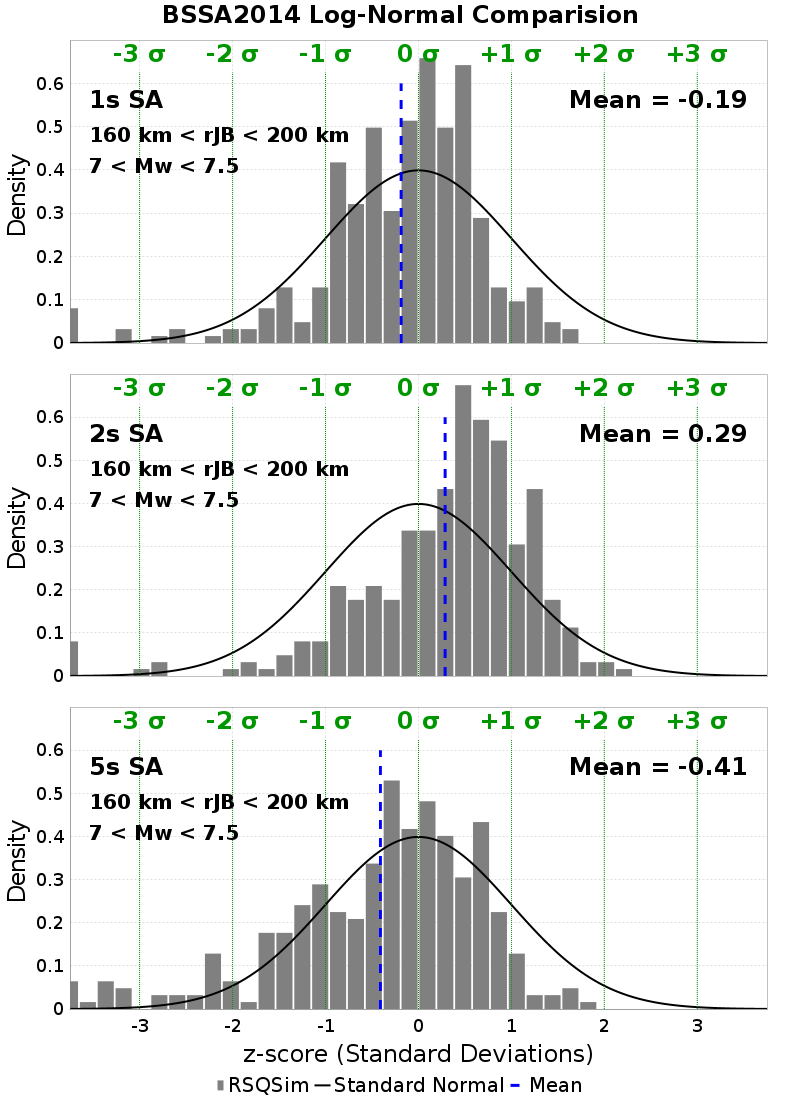 BSSA2014 Log-Normal Comparision
-3 σ -2 σ -1 σ 0 σ +1 σ +2 σ +3 σ
1s SA Mean = -0.19
160 km < rJB < 200 km
7 < Mw < 7.5
Density
0.6
0.5
0.4
0.3
0.2
0.1
0
-3 σ -2 σ -1 σ 0 σ +1 σ +2 σ +3 σ
2s SA Mean = 0.29
160 km < rJB < 200 km
7 < Mw < 7.5
Density
0.6
0.5
0.4
0.3
0.2
0.1
0
-3 σ -2 σ -1 σ 0 σ +1 σ +2 σ +3 σ
5s SA Mean = -0.41
160 km < rJB < 200 km
7 < Mw < 7.5
Density
0.6
0.5
0.4
0.3
0.2
0.1
0
-3 -2 -1 0 1 2 3
z-score (Standard Deviations)
RSQSim Standard Normal Mean